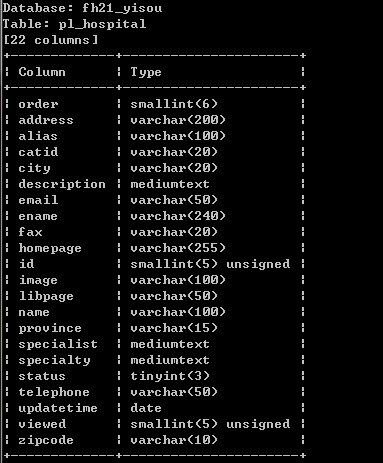 Database: fh21_yisou
Table: pl_hospital
[22 columns]
+-------------+----------------------+
¦ Column      ¦ Type                 ¦
+-------------+----------------------+
¦ order       ¦ smallint(6)          ¦
¦ address     ¦ varchar(200)         ¦
¦ alias       ¦ varchar(100)         ¦
¦ catid       ¦ varchar(20)          ¦
¦ city        ¦ varchar(20)          ¦
¦ description ¦ mediumtext           ¦
¦ email       ¦ varchar(50)          ¦
¦ ename       ¦ varchar(240)         ¦
¦ fax         ¦ varchar(20)          ¦
¦ homepage    ¦ varchar(255)         ¦
¦ id          ¦ smallint(5) unsigned ¦
¦ image       ¦ varchar(100)         ¦
¦ libpage     ¦ varchar(50)          ¦
¦ name        ¦ varchar(100)         ¦
¦ province    ¦ varchar(15)          ¦
¦ specialist  ¦ mediumtext           ¦
¦ specialty   ¦ mediumtext           ¦
¦ status      ¦ tinyint(3)           ¦
¦ telephone   ¦ varchar(50)          ¦
¦ updatetime  ¦ date                 ¦
¦ viewed      ¦ smallint(5) unsigned ¦
¦ zipcode     ¦ varchar(10)          ¦
+-------------+----------------------+